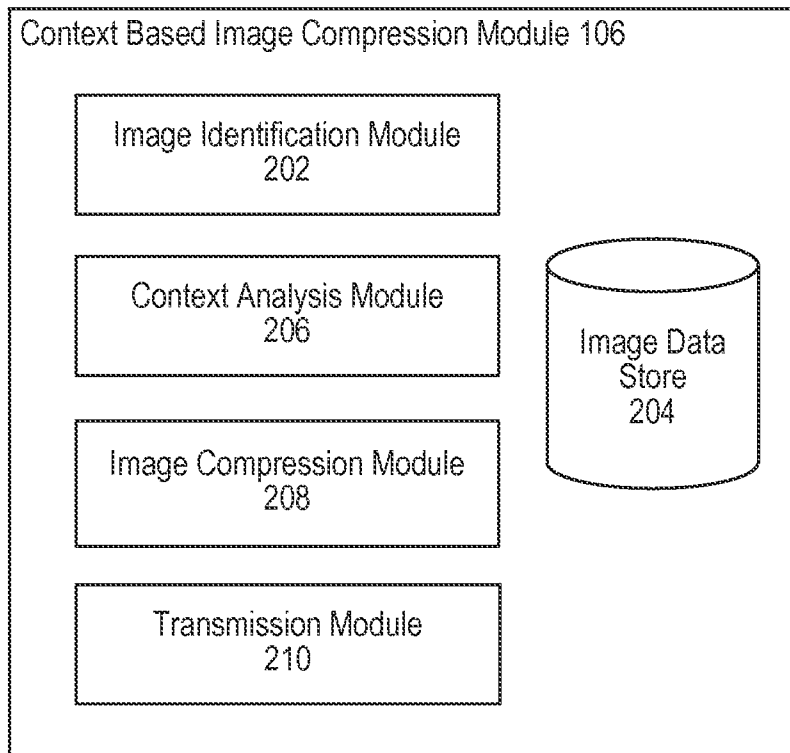 Context Based Image Compression Module 106
Image Identification Module
202
Context Analysis Module
206
Image Data
Store
204
Image Compression Module
208
Transmission Module
210